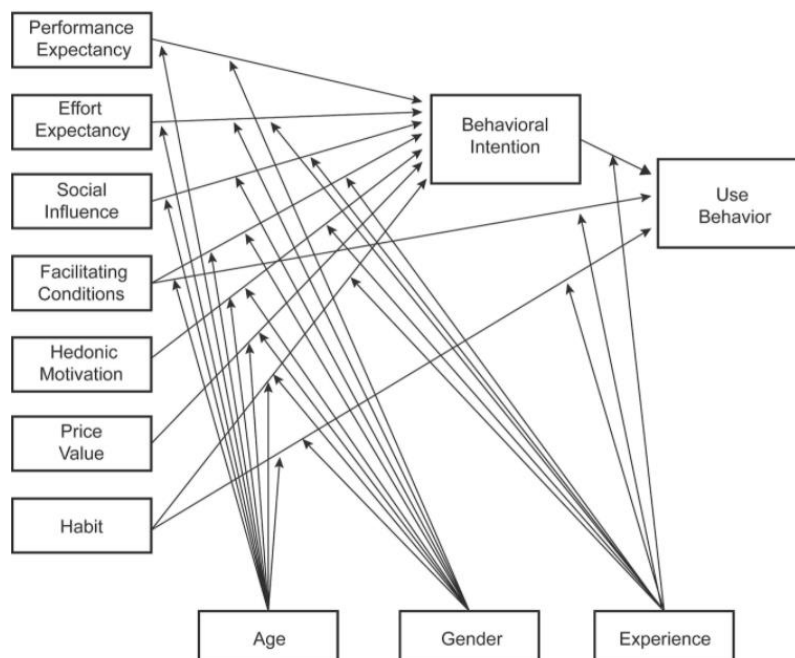 Performance
Expectancy
Effort
Expectancy
Behavioral
Intention
Social
Influence
Use
Behavior
Facilitating
Conditions
Hedonic
Motivation
Price
Value
Habit
Age
Gender
Experience